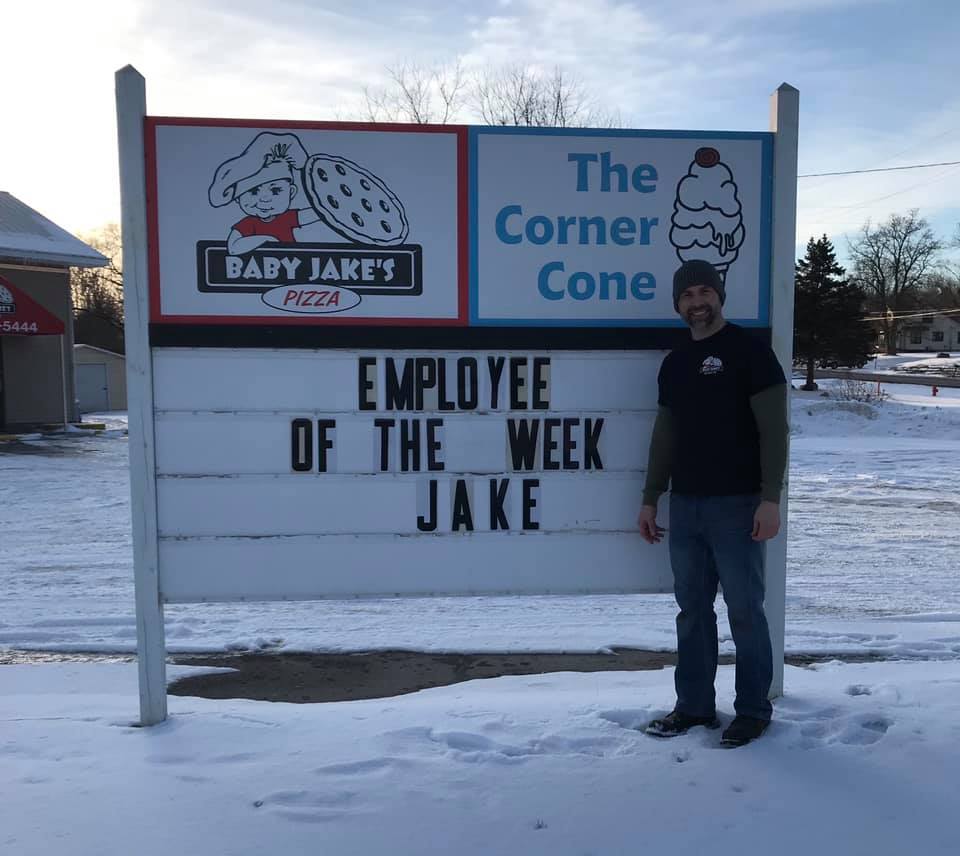 BABY JAKE'S
PIZZA
The
Corner
Cone
EMPLOYEE
OF THE WEEK
JAKE
5444